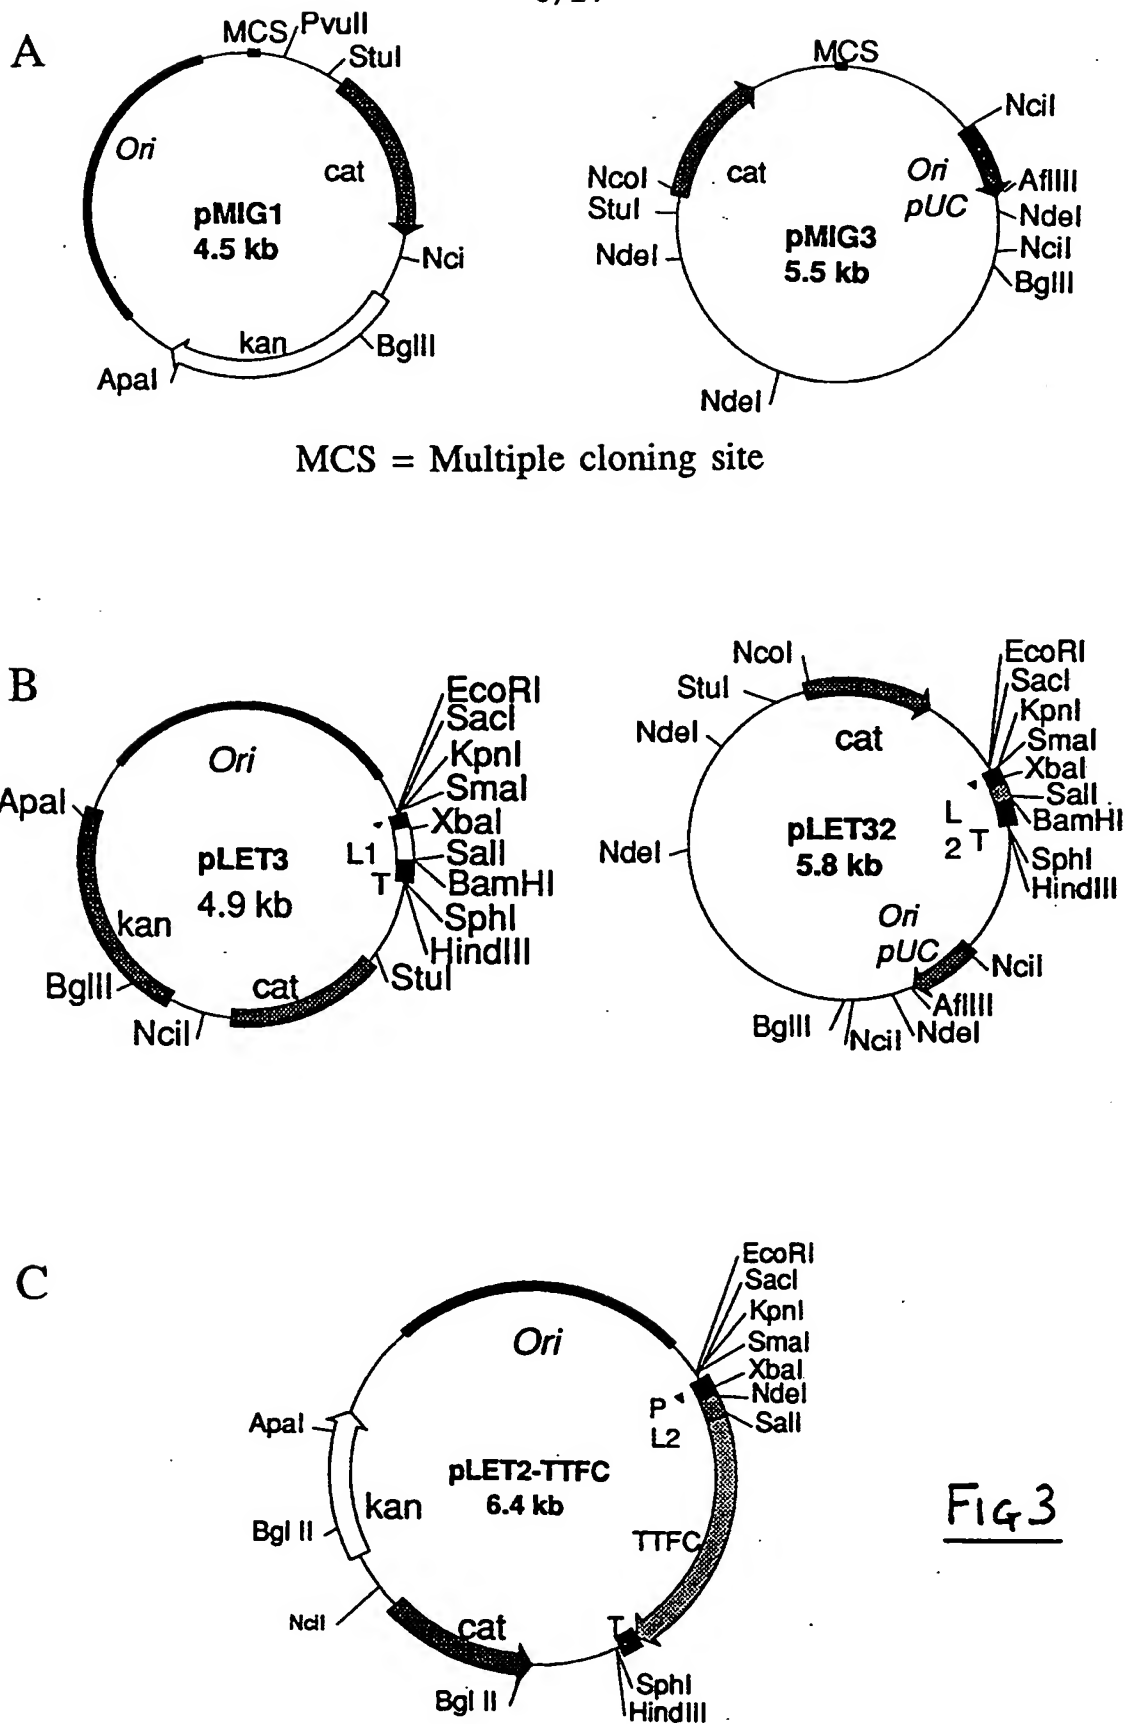 A
MCS
PvuII
StuI
Ori
cat
pMIG1
4.5 kb
Nci
kan
BglII
ApaI
MCS
NciI
NcoI
cat
Ori
pUC
AflIII
StuI
NdeI
pMIG3
5.5 kb
NdeI
NciI
BglII
NdeI
MCS = Multiple cloning site
B
EcoRI
SacI
KpnI
SmaI
XbaI
SalI
BamHI
SphI
HindIII
StuI
Ori
ApaI
L1
T
pLET3
4.9 kb
kan
BglII
cat
NciI
NcoI
StuI
NdeI
cat
EcoRI
SacI
KpnI
SmaI
XbaI
SalI
BamHI
SphI
HindIII
L
2 T
pLET32
5.8 kb
NdeI
Ori
pUC
NciI
AflIII
NdeI
NciI
BglII
C
EcoRI
SacI
KpnI
SmaI
XbaI
NdeI
SalI
Ori
P
L2
ApaI
pLET2-TTFC
6.4 kb
kan
Bgl II
TTFC
NciI
cat
T
Bgl II
SphI
HindIII
FIG 3